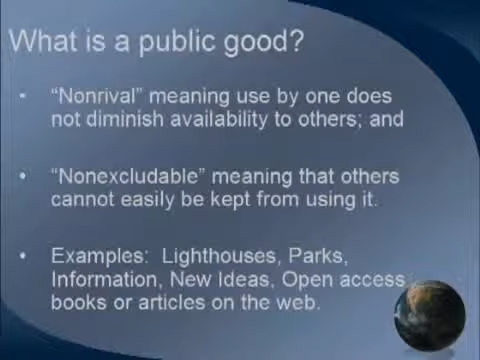 What is a public good?
• “Nonrival” meaning use by one does
not diminish availability to others; and
• “Nonexcludable” meaning that others
cannot easily be kept from using it.
• Examples: Lighthouses, Parks,
Information, New Ideas, Open access
books or articles on the web.